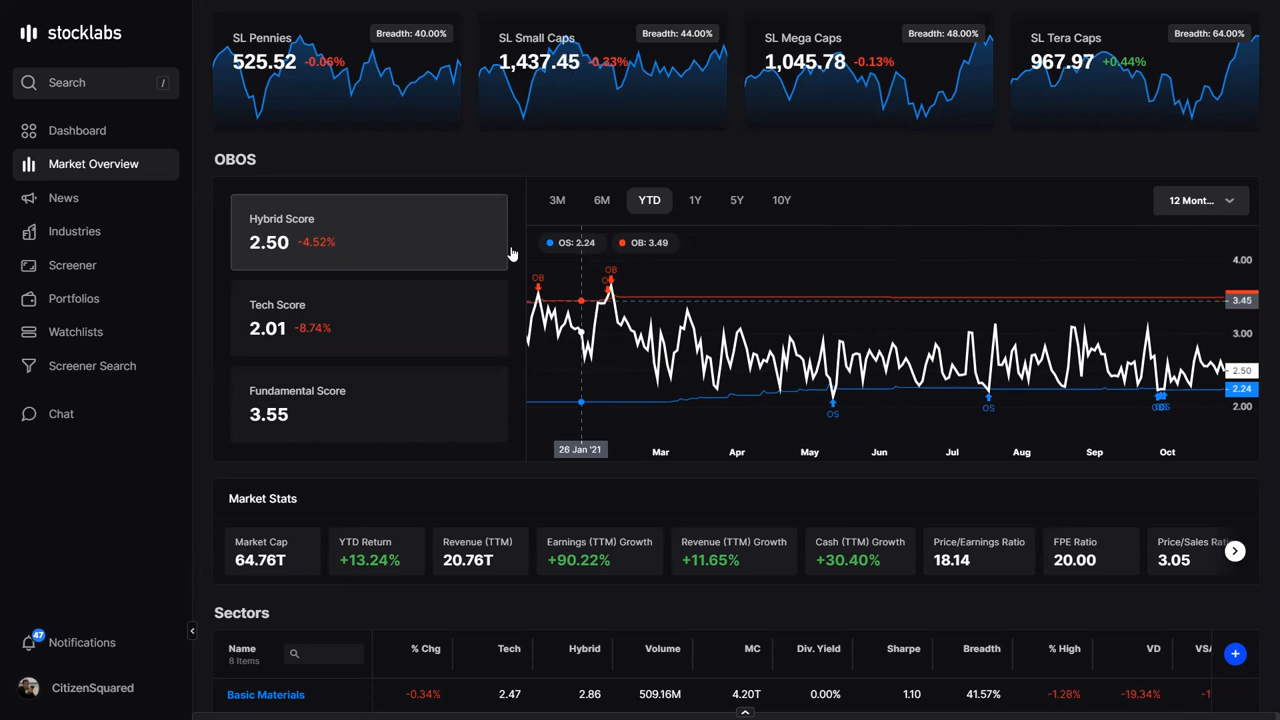 stocklabs
Search /
Dashboard
Market Overview
News
Industries
Screener
Portfolios
Watchlists
Screener Search
Chat
47
Notifications
CitizenSquared
SL Pennies Breadth: 40.00%
525.52 -0.06%
SL Small Caps Breadth: 44.00%
1,437.45 -0.33%
SL Mega Caps Breadth: 48.00%
1,045.78 -0.13%
SL Tera Caps Breadth: 64.00%
967.97 +0.44%
OBOS
Hybrid Score
2.50 -4.52%
Tech Score
2.01 -8.74%
Fundamental Score
3.55
3M 6M YTD 1Y 5Y 10Y 12 Mont...
OS: 2.24 OB: 3.49
4.00
3.45
3.00
2.50
2.24
2.00
OB
OB
OS
OS
26 Jan '21 Mar Apr May Jun Jul Aug Sep Oct
Market Stats
Market Cap
64.76T
YTD Return
+13.24%
Revenue (TTM)
20.76T
Earnings (TTM) Growth
+90.22%
Revenue (TTM) Growth
+11.65%
Cash (TTM) Growth
+30.40%
Price/Earnings Ratio
18.14
FPE Ratio
20.00
Price/Sales
3.05
Sectors
Name % Chg Tech Hybrid Volume MC Div. Yield Sharpe Breadth % High VD
8 Items
Basic Materials -0.34% 2.47 2.86 509.16M 4.20T 0.00% 1.10 41.57% -1.28% -19.34%